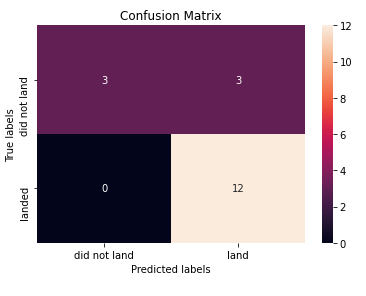 Confusion Matrix
True labels
did not land
landed
3 3
0 12
did not land land
Predicted labels
12
10
8
6
4
2
0